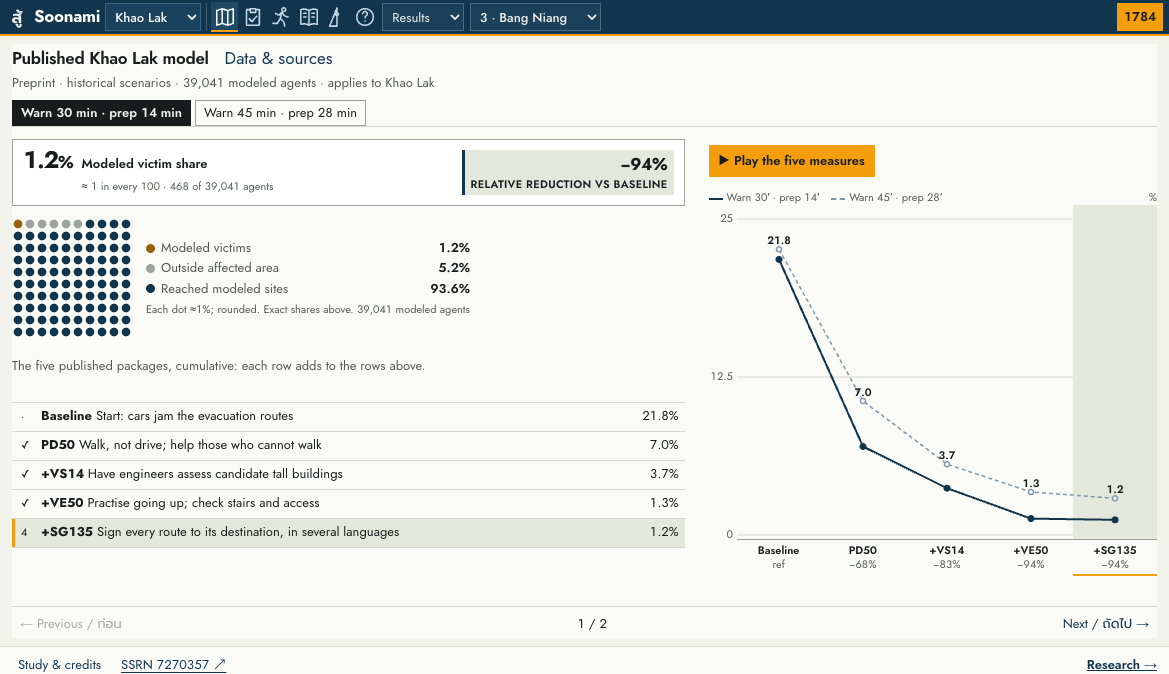 สู้ Soonami Khao Lak Results 3 · Bang Niang 1784
Published Khao Lak model Data & sources
Preprint · historical scenarios · 39,041 modeled agents · applies to Khao Lak
Warn 30 min · prep 14 min Warn 45 min · prep 28 min
1.2% Modeled victim share
≈ 1 in every 100 · 468 of 39,041 agents
−94%
RELATIVE REDUCTION VS BASELINE
Modeled victims 1.2%
Outside affected area 5.2%
Reached modeled sites 93.6%
Each dot ≈1%; rounded. Exact shares above. 39,041 modeled agents
The five published packages, cumulative: each row adds to the rows above.
· Baseline Start: cars jam the evacuation routes 21.8%
✓ PD50 Walk, not drive; help those who cannot walk 7.0%
✓ +VS14 Have engineers assess candidate tall buildings 3.7%
✓ +VE50 Practise going up; check stairs and access 1.3%
4 +SG135 Sign every route to its destination, in several languages 1.2%
▶ Play the five measures
Warn 30′ · prep 14′ Warn 45′ · prep 28′ %
25
21.8
12.5
7.0
3.7
1.3
1.2
0
Baseline PD50 +VS14 +VE50 +SG135
ref −68% −83% −94% −94%
← Previous / ก่อน 1 / 2 Next / ถัดไป →
Study & credits SSRN 7270357 ↗ Research →